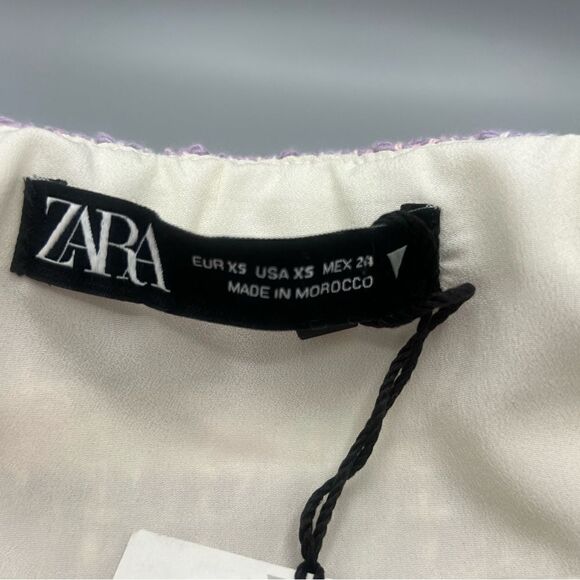 ZARA
EUR XS USA XS MEX 24
MADE IN MOROCCO